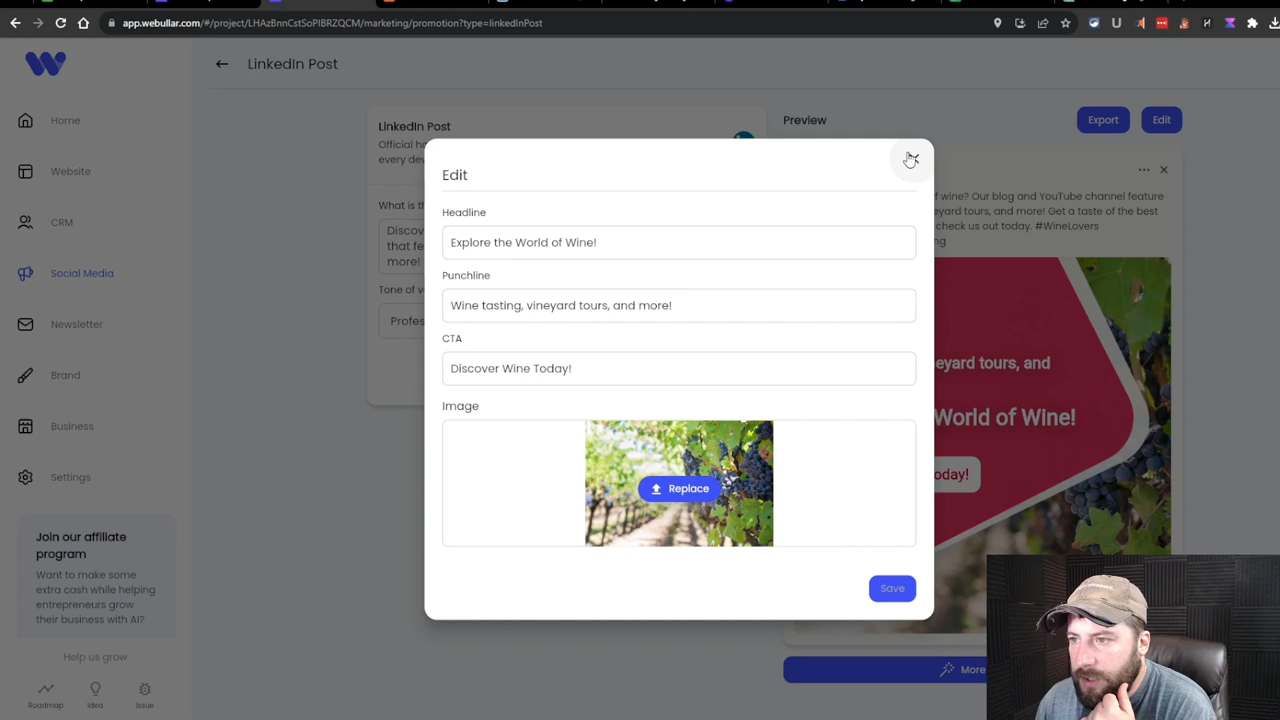 app.webullar.com/#/project/LHAzBnnCstSoPIBRZQCM/marketing/promotion?type=linkedInPost
LinkedIn Post
Home
Website
CRM
Social Media
Newsletter
Brand
Business
Settings
Join our affiliate
program
Want to make some
extra cash while helping
entrepreneurs grow
their business with AI?
Help us grow
Roadmap
Idea
Issue
LinkedIn Post
Official
every
What is
Discov
that
more!
Tone of
Profes
Edit
Headline
Explore the World of Wine!
Punchline
Wine tasting, vineyard tours, and more!
CTA
Discover Wine Today!
Image
Replace
Save
Preview
Export
Edit
of wine? Our blog and YouTube channel feature
eyard tours, and more! Get a taste of the best
check us out today. #WineLovers
ng
neyard tours, and
World of Wine!
oday!
More